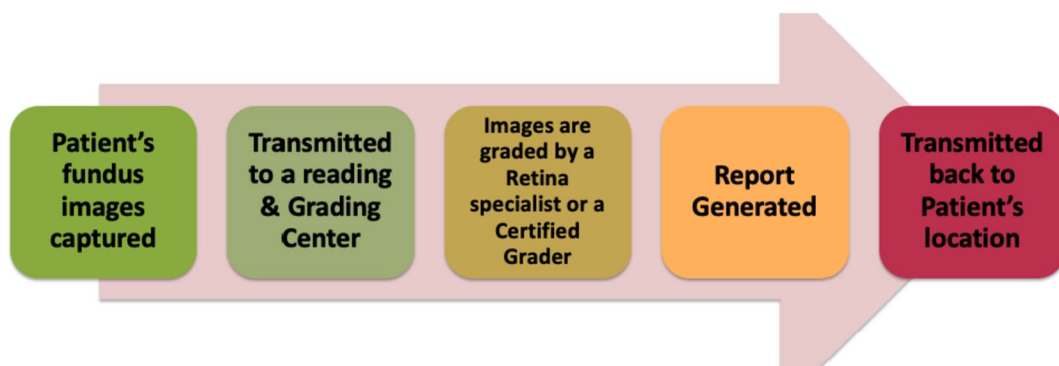 Patient's
fundus
images
captured
Transmitted
to a reading
& Grading
Center
Images are
graded by a
Retina
specialist or a
Certified
Grader
Report
Generated
Transmitted
back to
Patient's
location